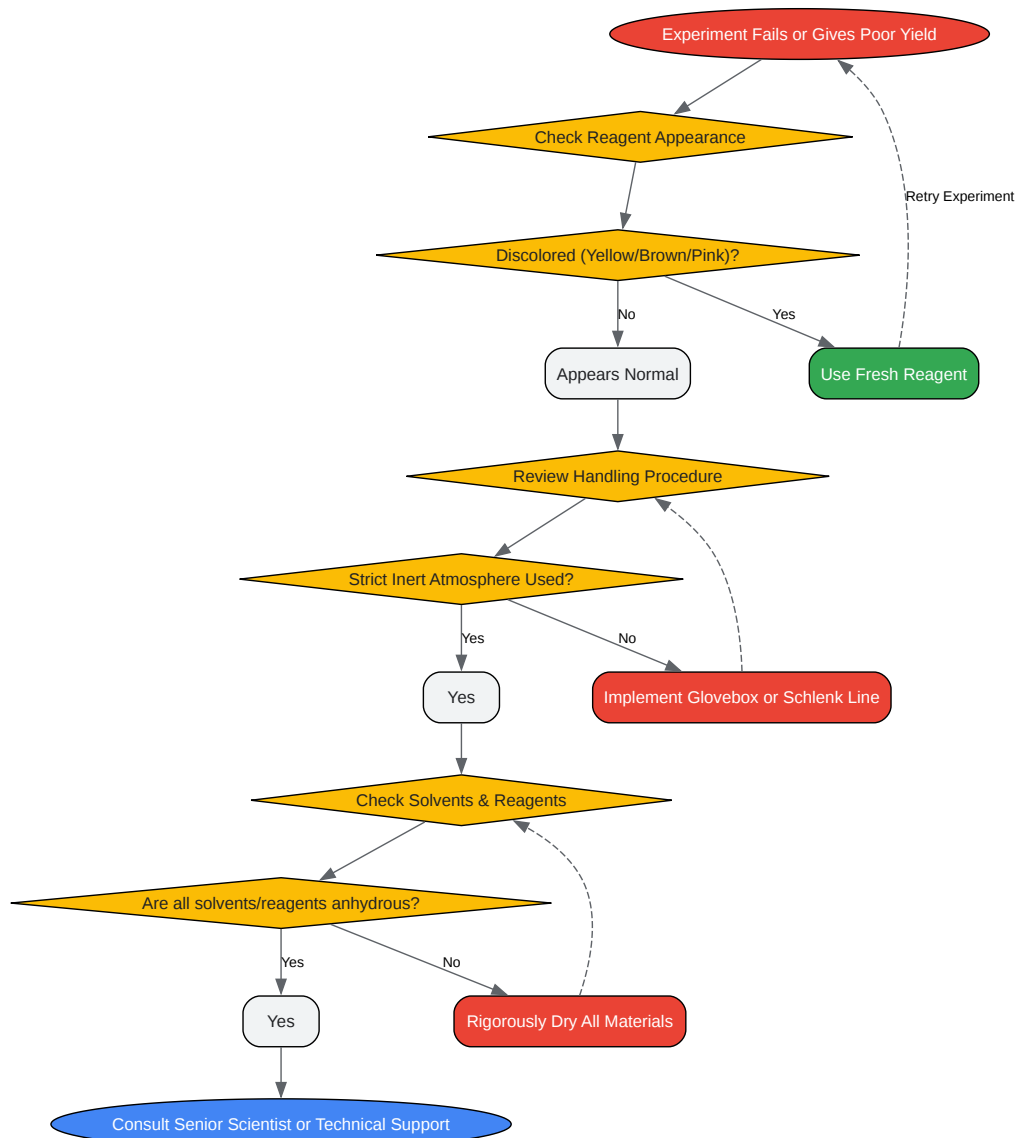 Experiment Fails or Gives Poor Yield
Check Reagent Appearance
Retry Experiment
Discolored (Yellow/Brown/Pink)?
No
Yes
Appears Normal
Use Fresh Reagent
Review Handling Procedure
Strict Inert Atmosphere Used?
Yes
No
Yes
Implement Glovebox or Schlenk Line
Check Solvents & Reagents
Are all solvents/reagents anhydrous?
Yes
No
Yes
Rigorously Dry All Materials
Consult Senior Scientist or Technical Support